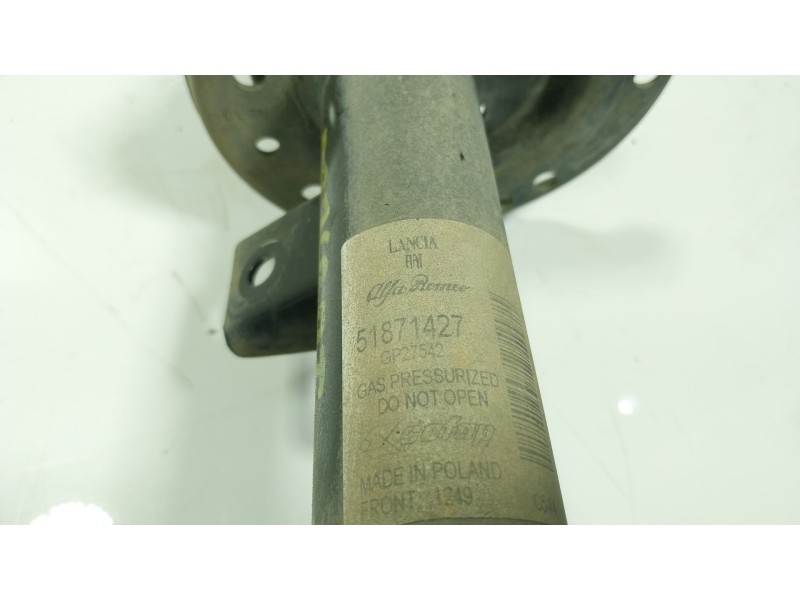 LANCIA
FIAT
Alfa Romeo
51871427
GP27542
GAS PRESSURIZED
DO NOT OPEN
MADE IN POLAND
FRONT 1249